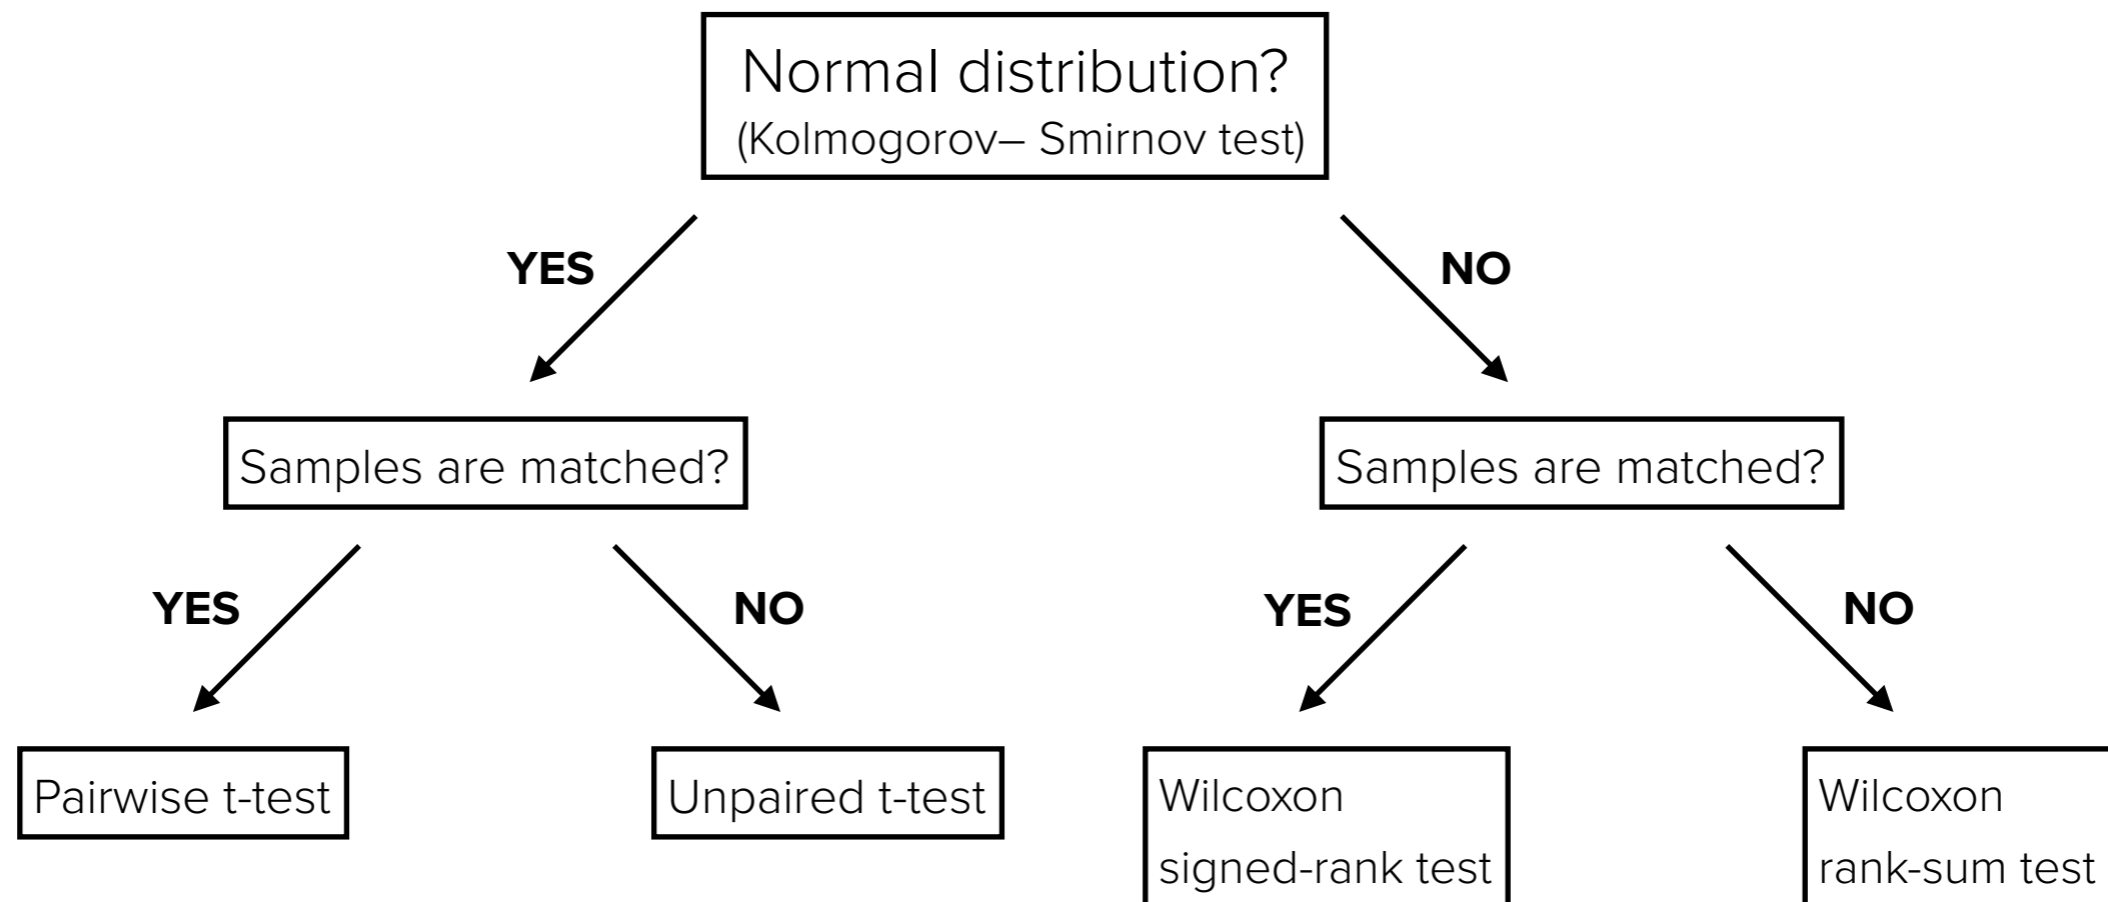 Normal distribution?
(Kolmogorov– Smirnov test)
YES
NO
Samples are matched?
Samples are matched?
YES
NO
YES
NO
Pairwise t-test
Unpaired t-test
Wilcoxon
signed-rank test
Wilcoxon
rank-sum test